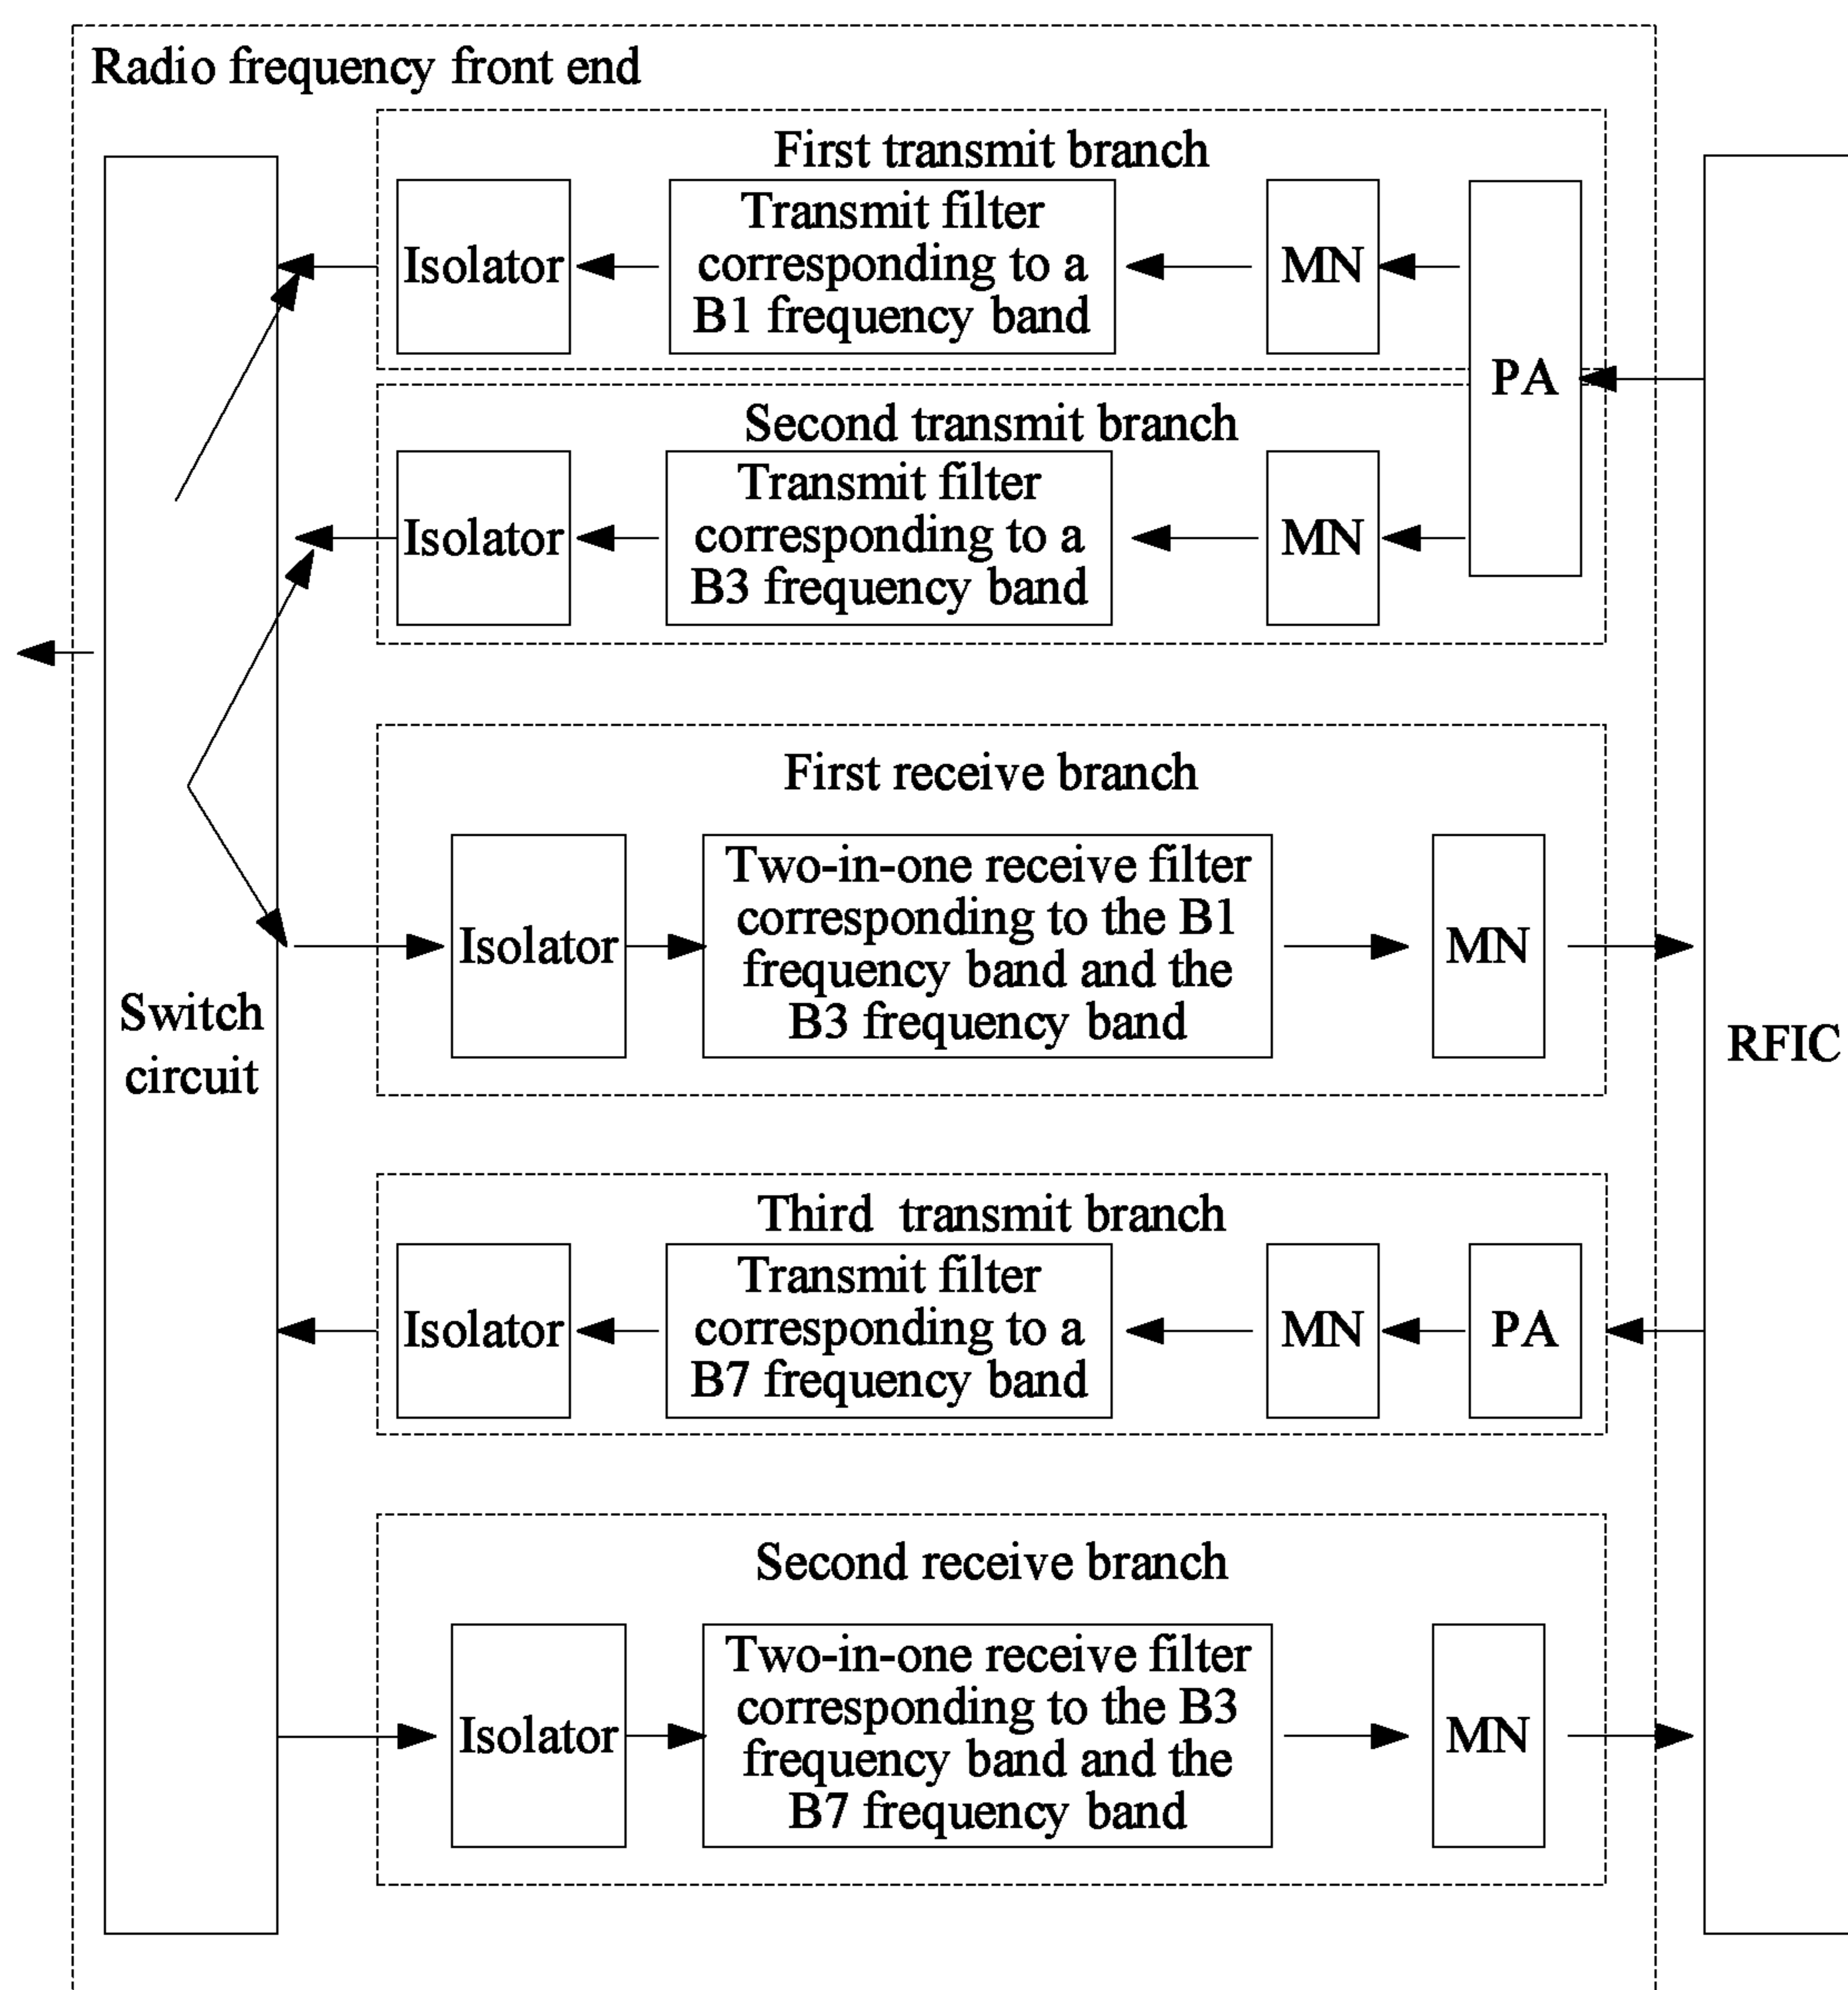 Radio frequency front end
First transmit branch
Isolator
Transmit filter
corresponding to a
B1 frequency band
MN
PA
Second transmit branch
Isolator
Transmit filter
corresponding to a
B3 frequency band
MN
First receive branch
Isolator
Two-in-one receive filter
corresponding to the B1
frequency band and the
B3 frequency band
MN
Switch
circuit
RFIC
Third transmit branch
Isolator
Transmit filter
corresponding to a
B7 frequency band
MN
PA
Second receive branch
Isolator
Two-in-one receive filter
corresponding to the B3
frequency band and the
B7 frequency band
MN